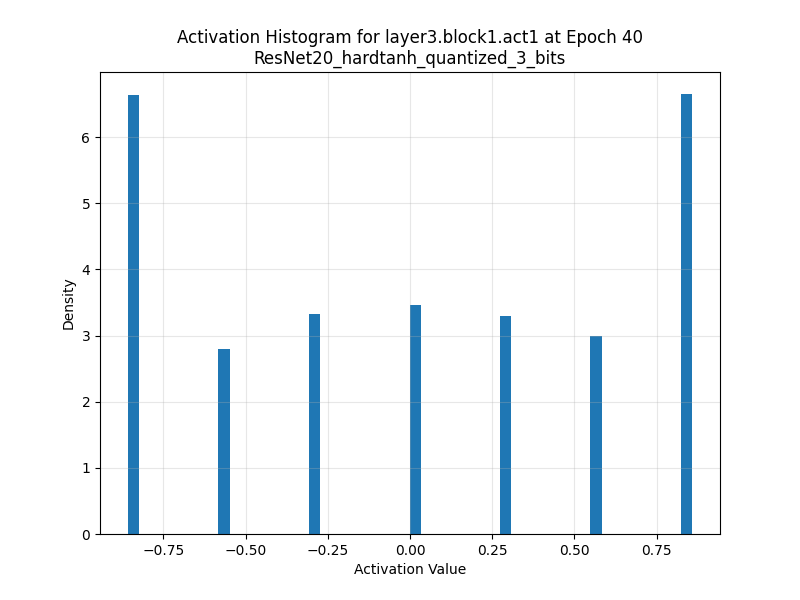 Activation Histogram for layer3.block1.act1 at Epoch 40
ResNet20_hardtanh_quantized_3_bits
6
5
4
3
2
1
0
Density
−0.75 −0.50 −0.25 0.00 0.25 0.50 0.75
Activation Value